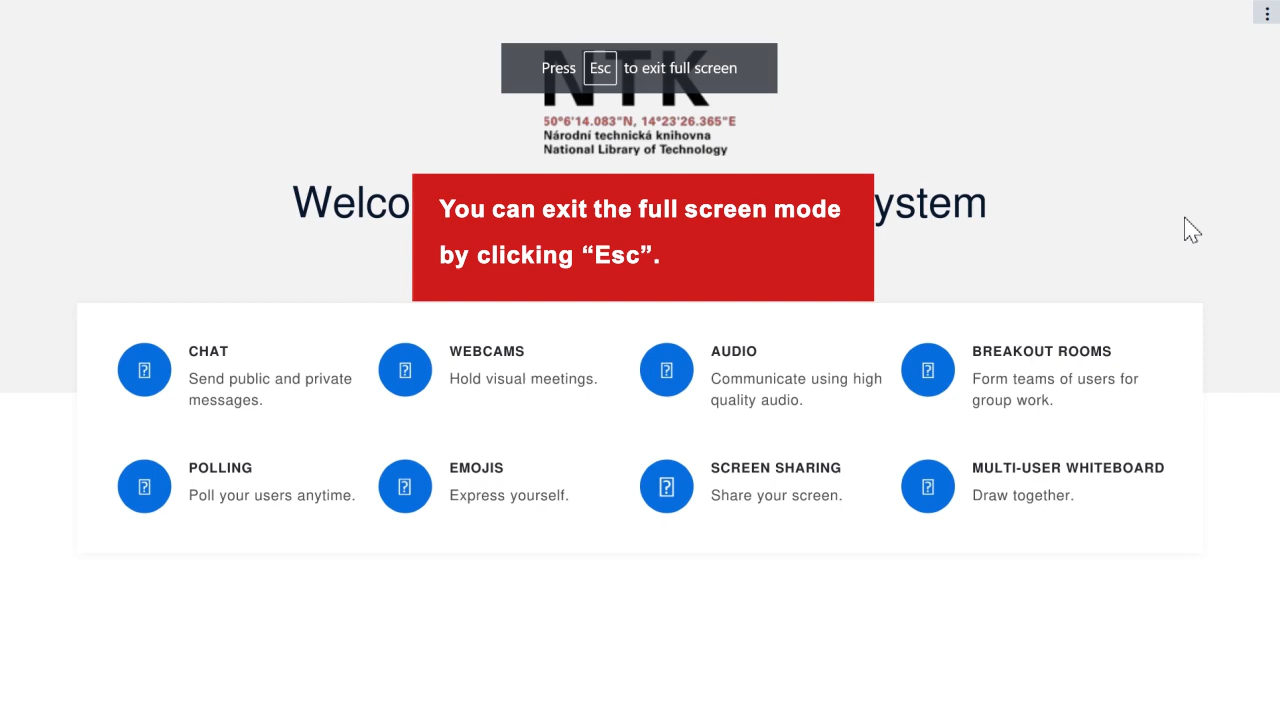 NTK
Press Esc to exit full screen
50°6'14.083"N, 14°23'26.365"E
Národní technická knihovna
National Library of Technology
You can exit the full screen mode
by clicking “Esc”.
CHAT
Send public and private
messages.
WEBCAMS
Hold visual meetings.
AUDIO
Communicate using high
quality audio.
BREAKOUT ROOMS
Form teams of users for
group work.
POLLING
Poll your users anytime.
EMOJIS
Express yourself.
SCREEN SHARING
Share your screen.
MULTI-USER WHITEBOARD
Draw together.